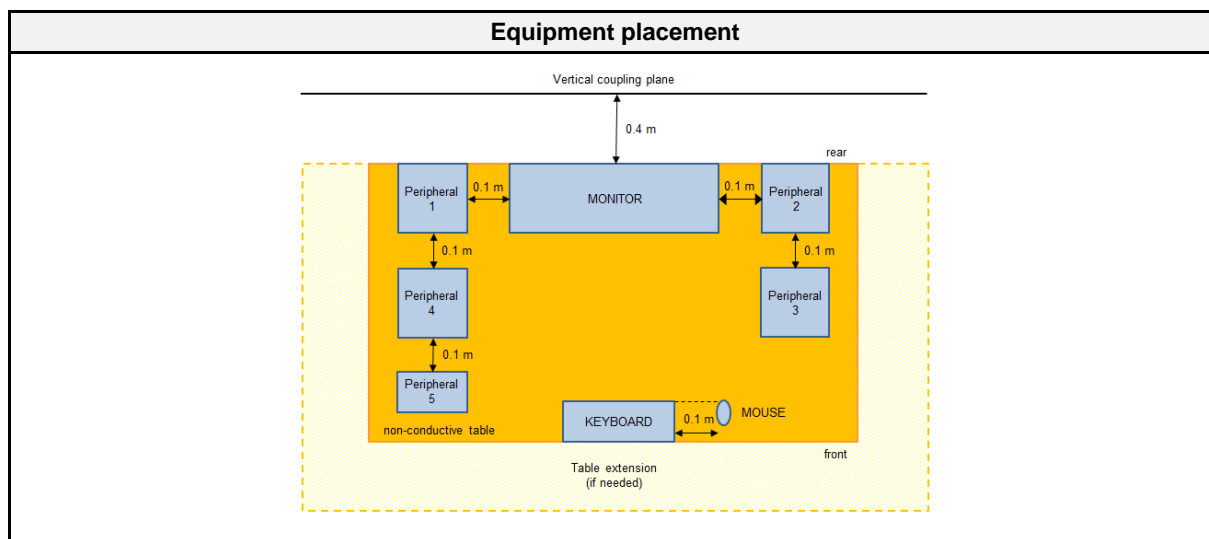 Equipment placement
Vertical coupling plane
0.4 m
rear
Peripheral
1
0.1 m
MONITOR
0.1 m
Peripheral
2
0.1 m
0.1 m
Peripheral
4
Peripheral
3
0.1 m
Peripheral
5
KEYBOARD
0.1 m
MOUSE
non-conductive table
front
Table extension
(if needed)